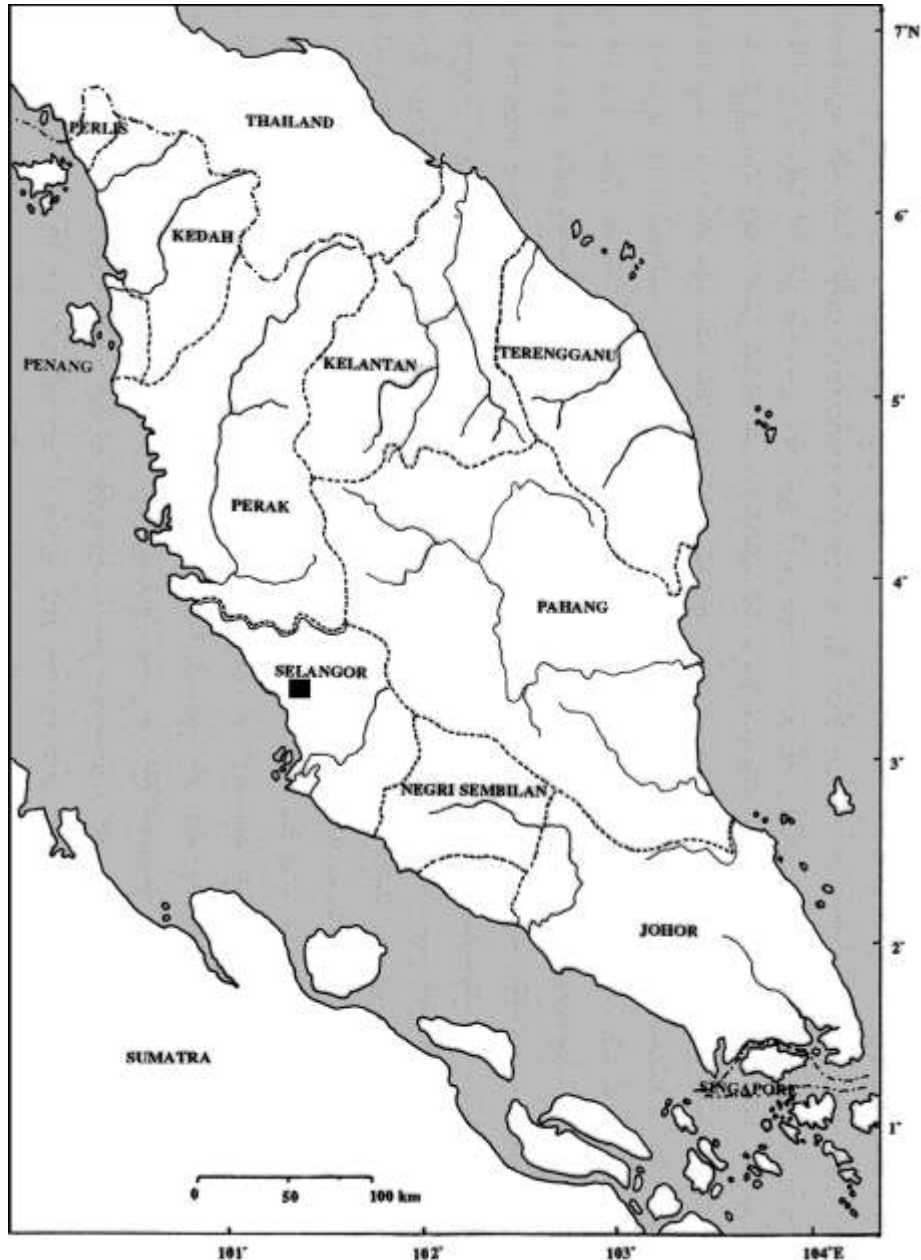 7°N
THAILAND
PERLIS
6°
KEDAH
TERENGGANU
KELANTAN
PENANG
5°
PERAK
4°
PAHANG
SELANGOR
3°
NEGRI SEMBILAN
2°
JOHOR
SUMATRA
SINGAPORE
1°
0 50 100 km
101° 102° 103° 104°E